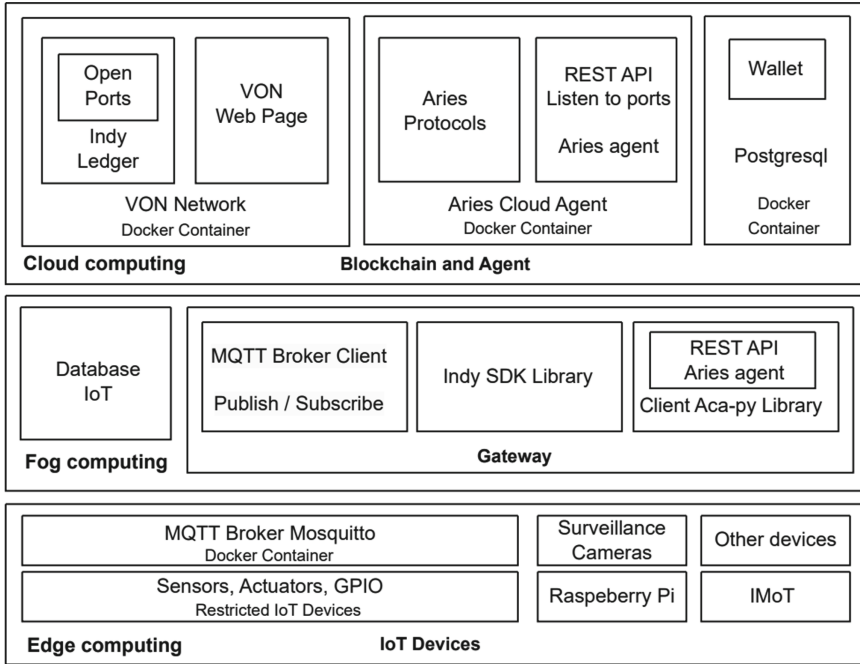 Open
Ports
Indy
Ledger
VON
Web Page
VON Network
Docker Container
Aries
Protocols
REST API
Listen to ports
Aries agent
Aries Cloud Agent
Docker Container
Wallet
Postgresql
Docker
Container
Cloud computing
Blockchain and Agent
Database
IoT
Fog computing
MQTT Broker Client
Publish / Subscribe
Indy SDK Library
REST API
Aries agent
Client Aca-py Library
Gateway
MQTT Broker Mosquitto
Docker Container
Surveillance
Cameras
Other devices
Sensors, Actuators, GPIO
Restricted IoT Devices
Raspeberry Pi
IMoT
Edge computing
IoT Devices